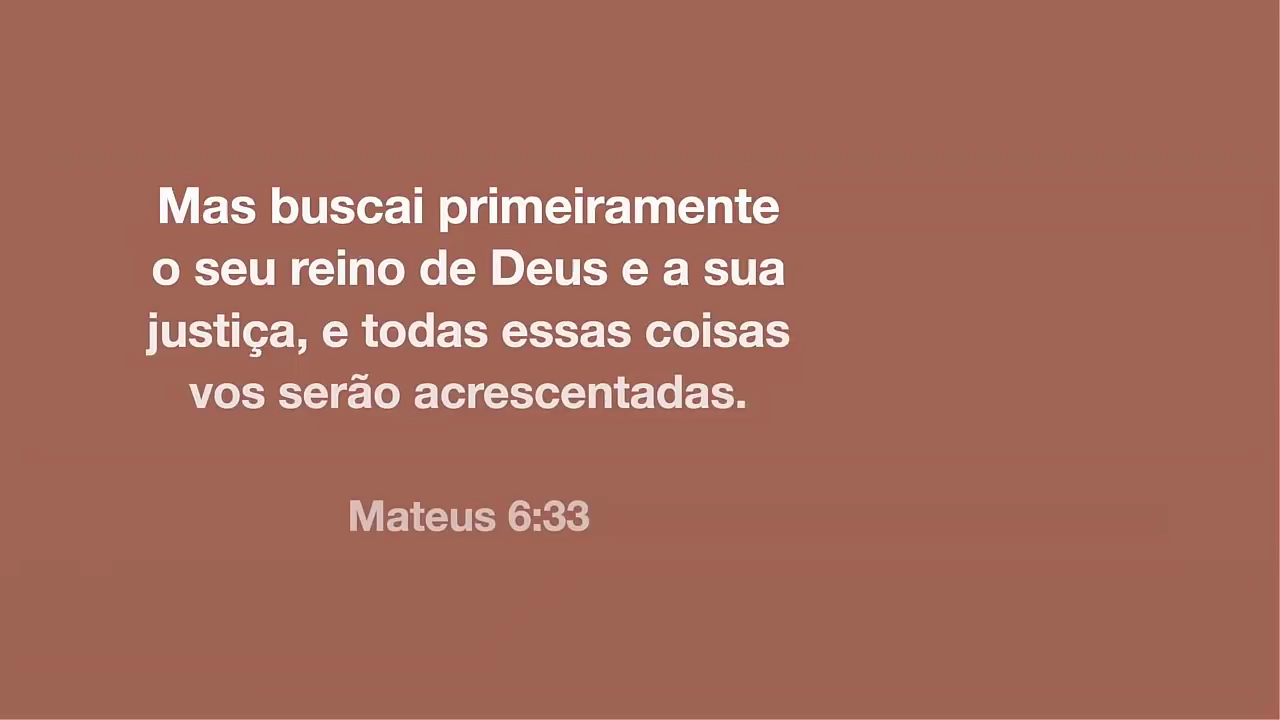 Mas buscai primeiramente
o seu reino de Deus e a sua
justiça, e todas essas coisas
vos serão acrescentadas.
Mateus 6:33